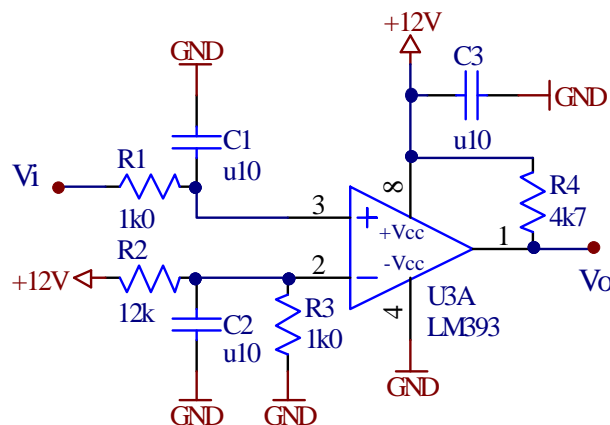 +12V
GND
C3
GND
u10
C1
u10
R1
Vi
1k0
8
R4
4k7
3
+
+Vcc
1
R2
2
-Vcc
+12V
Vo
12k
C2
u10
R3
1k0
4
U3A
LM393
GND
GND
GND